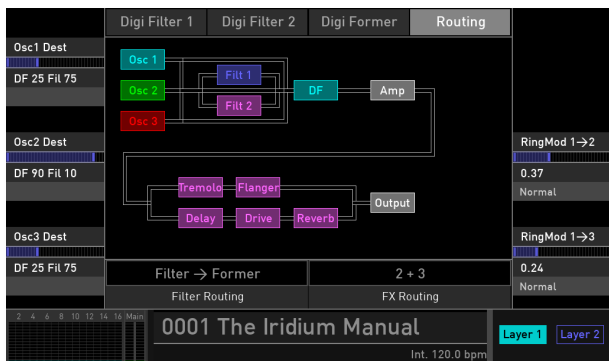 Digi Filter 1 Digi Filter 2 Digi Former Routing
Osc1 Dest
DF 25 Fil 75
Osc2 Dest
DF 90 Fil 10
Osc3 Dest
DF 25 Fil 75
Osc 1
Osc 2
Osc 3
Filt 1
Filt 2
DF
Amp
Tremolo Flanger
Delay Drive Reverb
Output
RingMod 1→2
0.37
Normal
RingMod 1→3
0.24
Normal
Filter → Former 2 + 3
Filter Routing FX Routing
2 4 6 8 10 12 14 16 Main
0001 The Iridium Manual
Int. 120.0 bpm
Layer 1 Layer 2